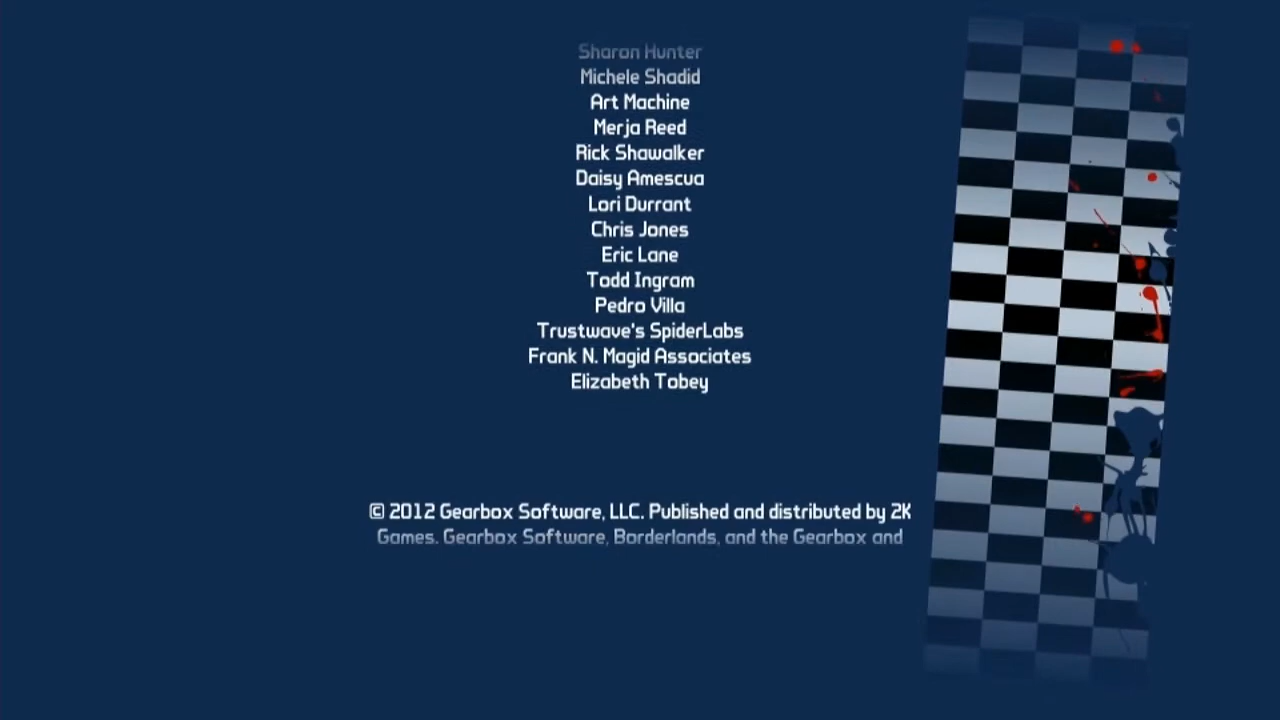 Sharon Hunter
Michele Shadid
Art Machine
Merja Reed
Rick Shawalker
Daisy Amescua
Lori Durrant
Chris Jones
Eric Lane
Todd Ingram
Pedro Villa
Trustwave's SpiderLabs
Frank N. Magid Associates
Elizabeth Tobey
© 2012 Gearbox Software, LLC. Published and distributed by 2K
Games. Gearbox Software, Borderlands, and the Gearbox and